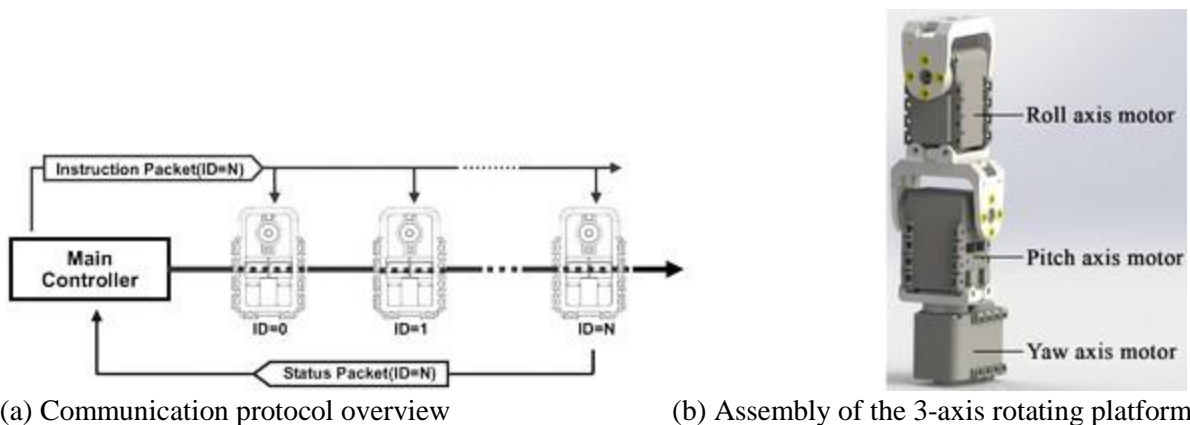 Instruction Packet(ID=N)
Main
Controller
ID=0
ID=1
ID=N
Status Packet(ID=N)
(a) Communication protocol overview
Roll axis motor
Pitch axis motor
Yaw axis motor
(b) Assembly of the 3-axis rotating platform